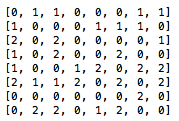 [0, 1, 1, 0, 0, 0, 1, 1]
[1, 0, 0, 0, 1, 1, 1, 0]
[2, 0, 2, 0, 0, 0, 0, 1]
[1, 0, 2, 0, 0, 2, 0, 0]
[1, 0, 0, 1, 2, 0, 2, 2]
[2, 1, 1, 2, 0, 2, 0, 2]
[0, 0, 0, 0, 0, 0, 2, 0]
[0, 2, 2, 0, 1, 2, 0, 0]